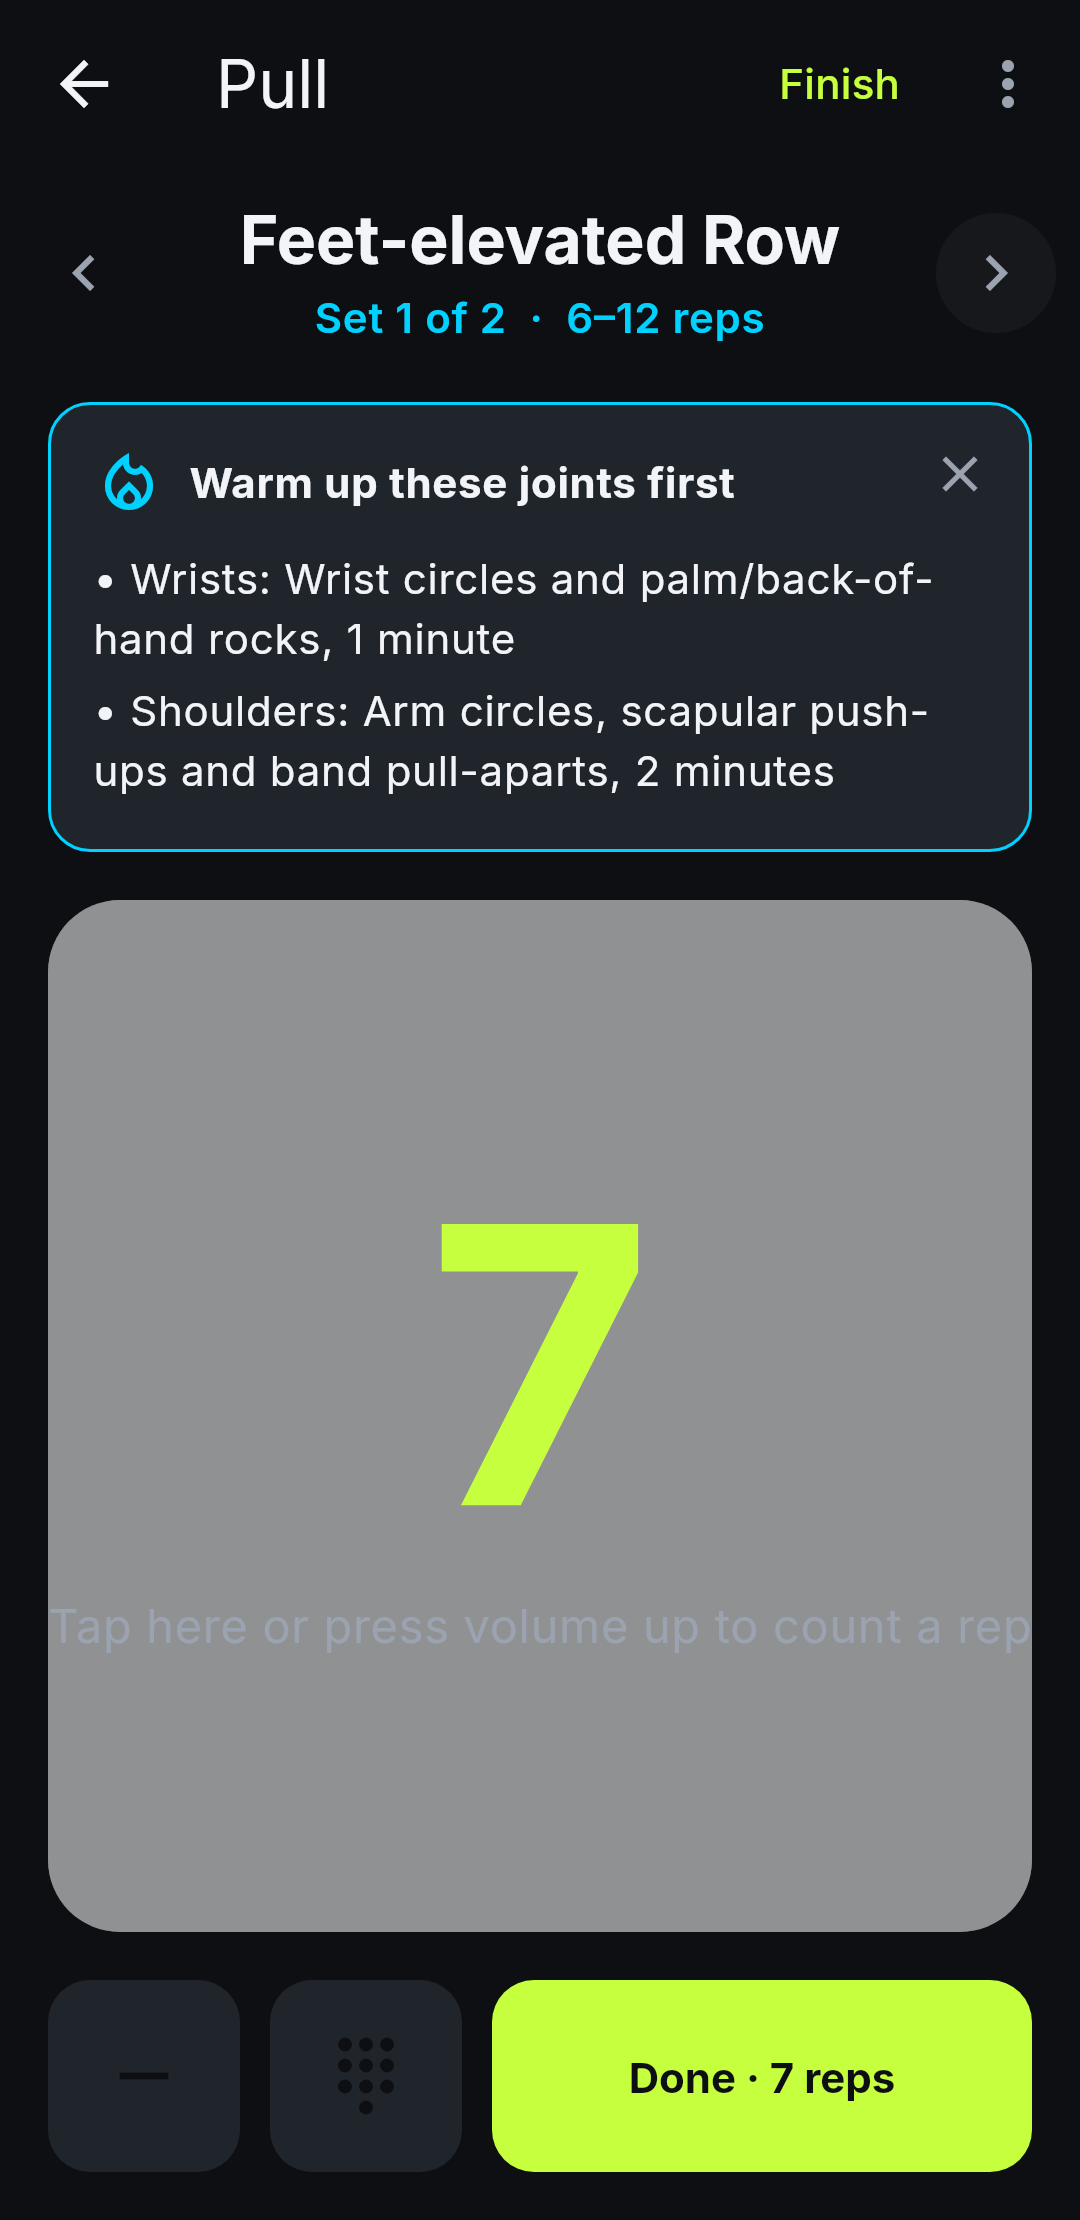 Pull
Finish
Feet-elevated Row
Set 1 of 2 · 6–12 reps
Warm up these joints first
• Wrists: Wrist circles and palm/back-of-
hand rocks, 1 minute
• Shoulders: Arm circles, scapular push-
ups and band pull-aparts, 2 minutes
7
Tap here or press volume up to count a rep
Done · 7 reps